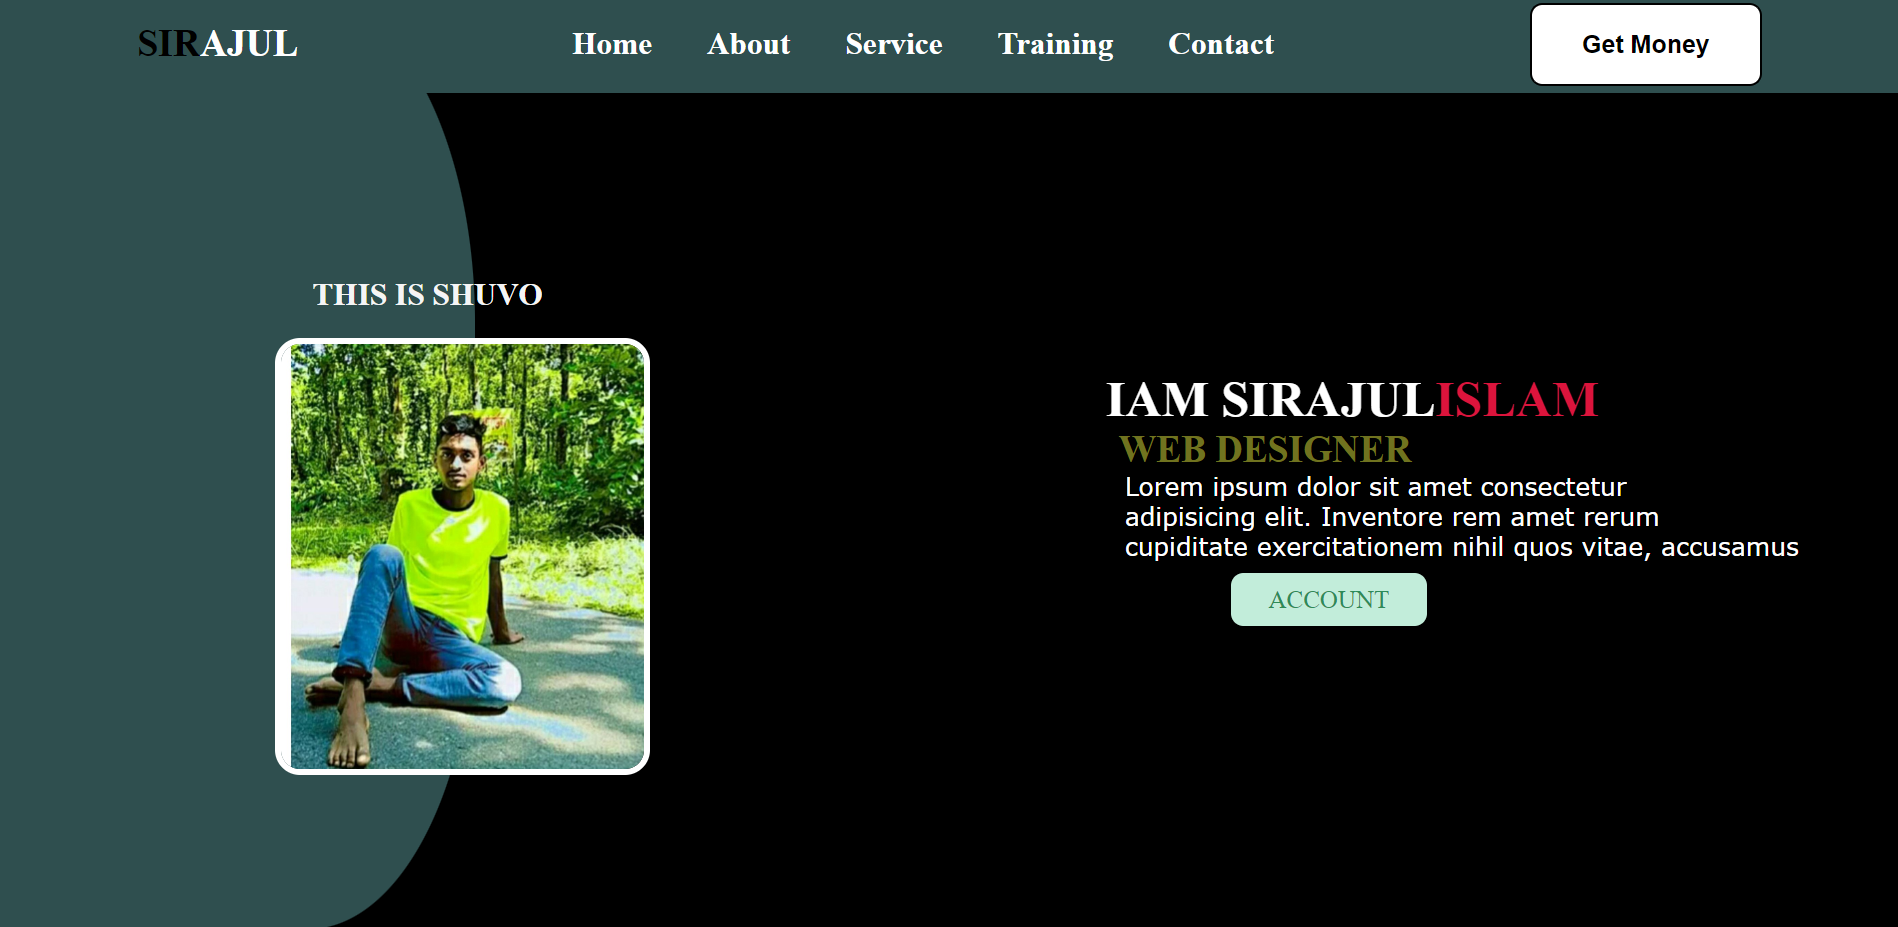 SIRAJUL
Home About Service Training Contact
Get Money
THIS IS SHUVO
IAM SIRAJULISLAM
WEB DESIGNER
Lorem ipsum dolor sit amet consectetur
adipisicing elit. Inventore rem amet rerum
cupiditate exercitationem nihil quos vitae, accusamus
ACCOUNT